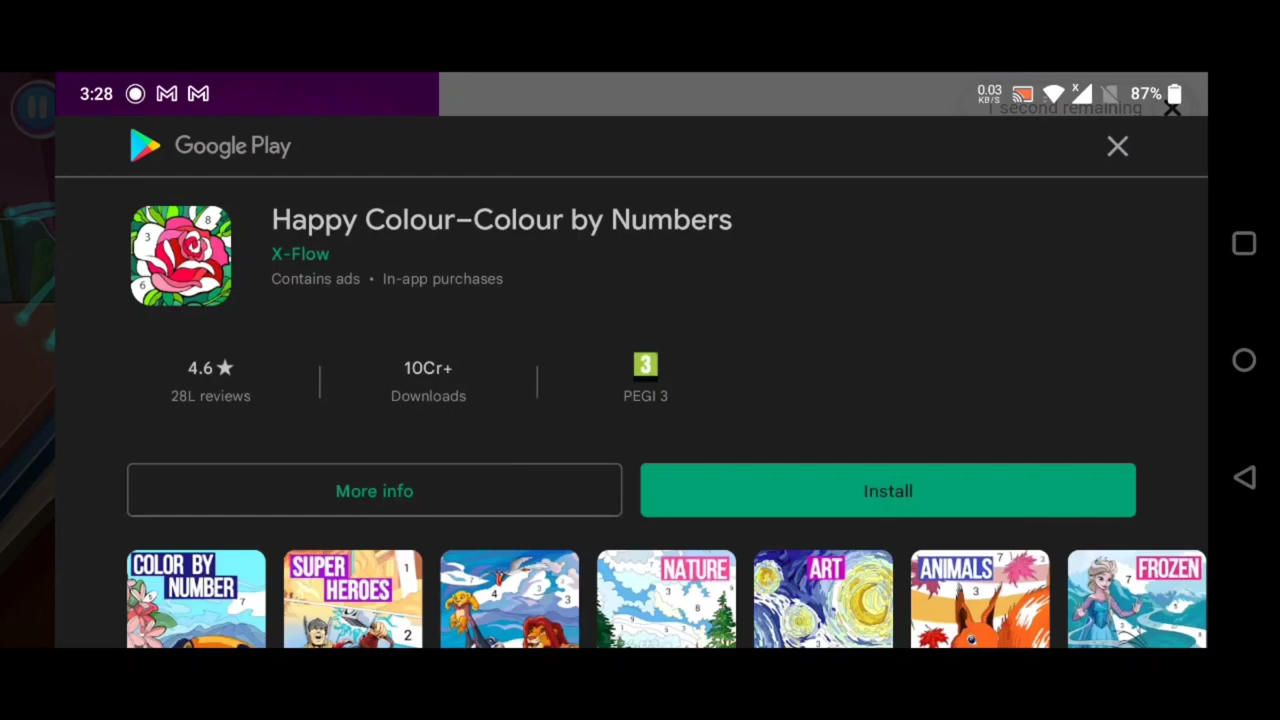 3:28
0.03
KB/S
X
87%
1 second remaining
Google Play
Happy Colour–Colour by Numbers
X-Flow
Contains ads • In-app purchases
4.6★
10Cr+
3
28L reviews
Downloads
PEGI 3
More info
Install
COLOR BY
NUMBER
SUPER
HEROES
NATURE
ART
ANIMALS
FROZEN